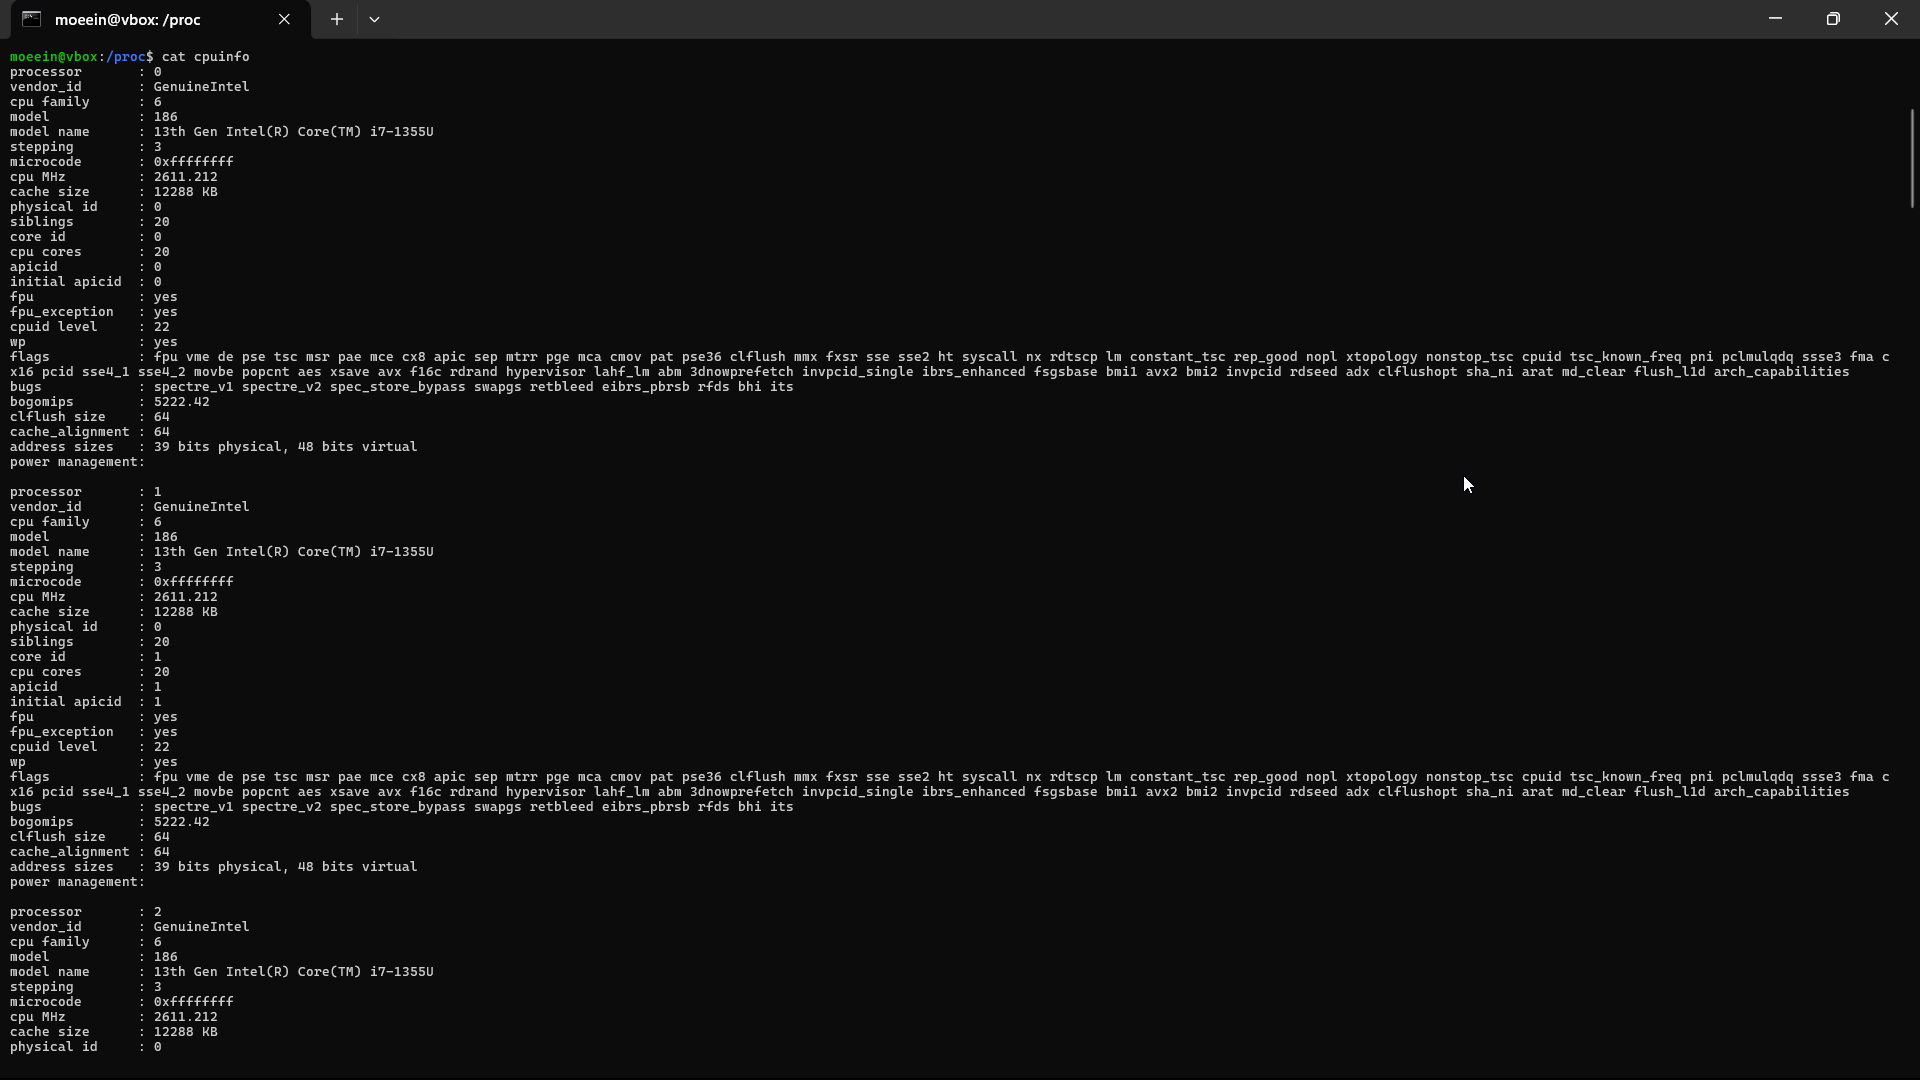 moeein@vbox: /proc
moeein@vbox:/proc$ cat cpuinfo
processor       : 0
vendor_id       : GenuineIntel
cpu family      : 6
model           : 186
model name      : 13th Gen Intel(R) Core(TM) i7-1355U
stepping        : 3
microcode       : 0xffffffff
cpu MHz         : 2611.212
cache size      : 12288 KB
physical id     : 0
siblings        : 20
core id         : 0
cpu cores       : 20
apicid          : 0
initial apicid  : 0
fpu             : yes
fpu_exception   : yes
cpuid level     : 22
wp              : yes
flags           : fpu vme de pse tsc msr pae mce cx8 apic sep mtrr pge mca cmov pat pse36 clflush mmx fxsr sse sse2 ht syscall nx rdtscp lm constant_tsc rep_good nopl xtopology nonstop_tsc cpuid tsc_known_freq pni pclmulqdq ssse3 fma c
x16 pcid sse4_1 sse4_2 movbe popcnt aes xsave avx f16c rdrand hypervisor lahf_lm abm 3dnowprefetch invpcid_single ibrs_enhanced fsgsbase bmi1 avx2 bmi2 invpcid rdseed adx clflushopt sha_ni arat md_clear flush_l1d arch_capabilities
bugs            : spectre_v1 spectre_v2 spec_store_bypass swapgs retbleed eibrs_pbrsb rfds bhi its
bogomips        : 5222.42
clflush size    : 64
cache_alignment : 64
address sizes   : 39 bits physical, 48 bits virtual
power management:
processor       : 1
vendor_id       : GenuineIntel
cpu family      : 6
model           : 186
model name      : 13th Gen Intel(R) Core(TM) i7-1355U
stepping        : 3
microcode       : 0xffffffff
cpu MHz         : 2611.212
cache size      : 12288 KB
physical id     : 0
siblings        : 20
core id         : 1
cpu cores       : 20
apicid          : 1
initial apicid  : 1
fpu             : yes
fpu_exception   : yes
cpuid level     : 22
wp              : yes
flags           : fpu vme de pse tsc msr pae mce cx8 apic sep mtrr pge mca cmov pat pse36 clflush mmx fxsr sse sse2 ht syscall nx rdtscp lm constant_tsc rep_good nopl xtopology nonstop_tsc cpuid tsc_known_freq pni pclmulqdq ssse3 fma c
x16 pcid sse4_1 sse4_2 movbe popcnt aes xsave avx f16c rdrand hypervisor lahf_lm abm 3dnowprefetch invpcid_single ibrs_enhanced fsgsbase bmi1 avx2 bmi2 invpcid rdseed adx clflushopt sha_ni arat md_clear flush_l1d arch_capabilities
bugs            : spectre_v1 spectre_v2 spec_store_bypass swapgs retbleed eibrs_pbrsb rfds bhi its
bogomips        : 5222.42
clflush size    : 64
cache_alignment : 64
address sizes   : 39 bits physical, 48 bits virtual
power management:
processor       : 2
vendor_id       : GenuineIntel
cpu family      : 6
model           : 186
model name      : 13th Gen Intel(R) Core(TM) i7-1355U
stepping        : 3
microcode       : 0xffffffff
cpu MHz         : 2611.212
cache size      : 12288 KB
physical id     : 0